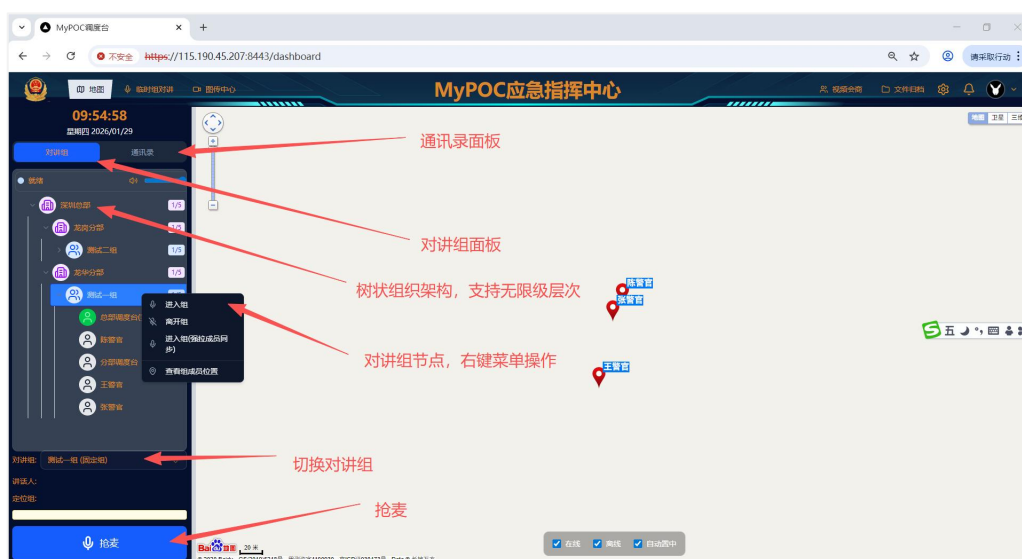 MyPOC调度台
不安全 https://115.190.45.207:8443/dashboard
请采取行动
地图 临时组对讲 图传中心
MyPOC应急指挥中心
视频会商 文件归档
09:54:58
星期四 2026/01/29
对讲组 通讯录
通讯录面板
地图 卫星 三维
就绪
深圳总部 1/5
龙岗分部 1/5
测试二组 1/5
龙华分部 1/5
测试一组
对讲组面板
树状组织架构，支持无限级层次
陈警官
张警官
进入组
离开组
进入组(强拉成员同步)
查看组成员位置
总部调度台(
陈警官
分部调度台
王警官
张警官
对讲组节点，右键菜单操作
王警官
五
对讲组: 测试一组 (固定组)
切换对讲组
讲话人:
定位组:
抢麦
抢麦
Bai 百度 20 米
在线 离线 自动居中